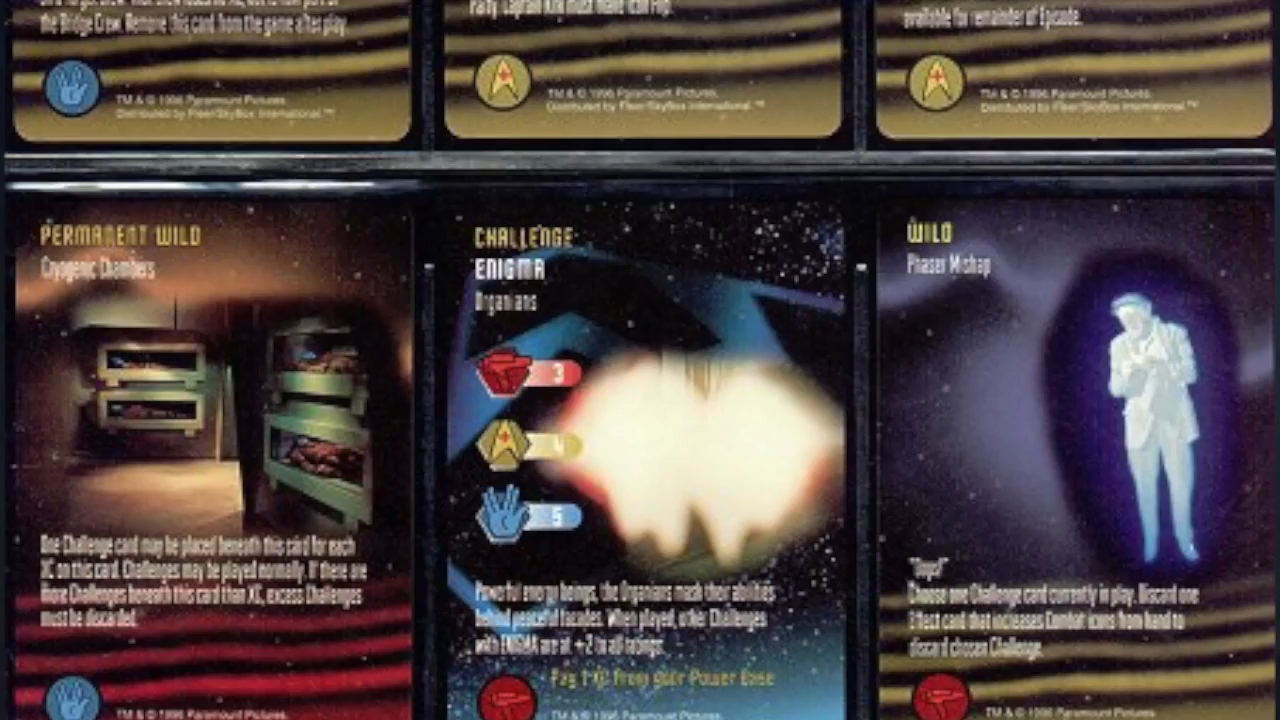 the Bridge Crew. Remove this card from the game after play
TM & © 1996 Paramount Pictures.
Distributed by Fleer/SkyBox International.™
TM & © 1996 Paramount Pictures.
Distributed by Fleer/SkyBox International.™
available for remainder of Episode.
TM & © 1996 Paramount Pictures.
Distributed by Fleer/SkyBox International.™
PERMANENT WILD
Cryogenic Chambers
One Challenge card may be placed beneath this card for each
XC on this card. Challenges may be played normally. If there are
more Challenges beneath this card than XC, excess Challenges
must be discarded.
TM & © 1996 Paramount Pictures.
CHALLENGE:
ENIGMA
Organians
3
4
5
Powerful energy beings, the Organians mask their abilities
behind peaceful facades. When played, other Challenges
with ENIGMA are at +2 to all ratings.
Pay 1 XC from your Power Base
TM & © 1996 Paramount Pictures.
WILD
Phaser Mishap
Choose one Challenge card currently in play. Discard one
Effect card that increases Combat icons from hand to
discard chosen Challenge.
TM & © 1996 Paramount Pictures.